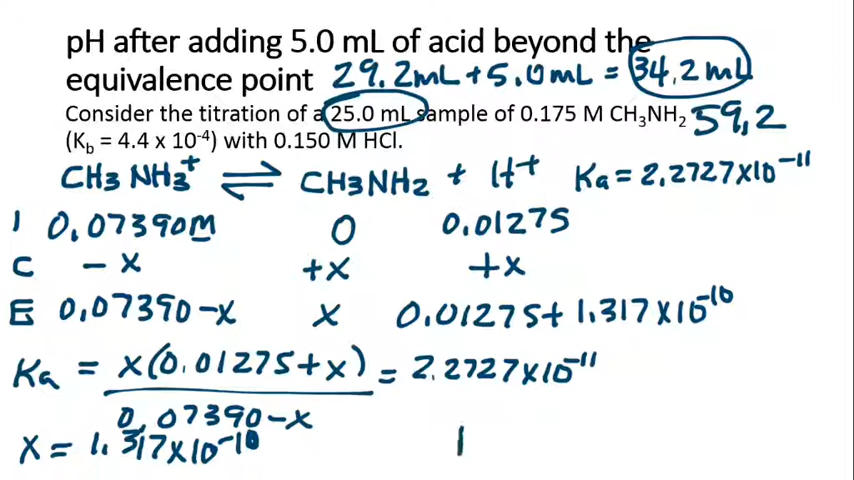 pH after adding 5.0 mL of acid beyond the
equivalence point 29.2mL + 5.0mL = 34.2mL
Consider the titration of a 25.0 mL sample of 0.175 M CH₃NH₂ 59.2
(K_b = 4.4 x 10⁻⁴) with 0.150 M HCl.
CH3NH3⁺ ⇌ CH3NH2 + H⁺ Ka = 2.2727x10⁻¹¹
I 0.07390M 0 0.01275
C -x +x +x
E 0.07390-x x 0.01275+1.317x10⁻¹⁰
Ka = x(0.01275+x) / 0.07390-x = 2.2727x10⁻¹¹
x = 1.317x10⁻¹⁰